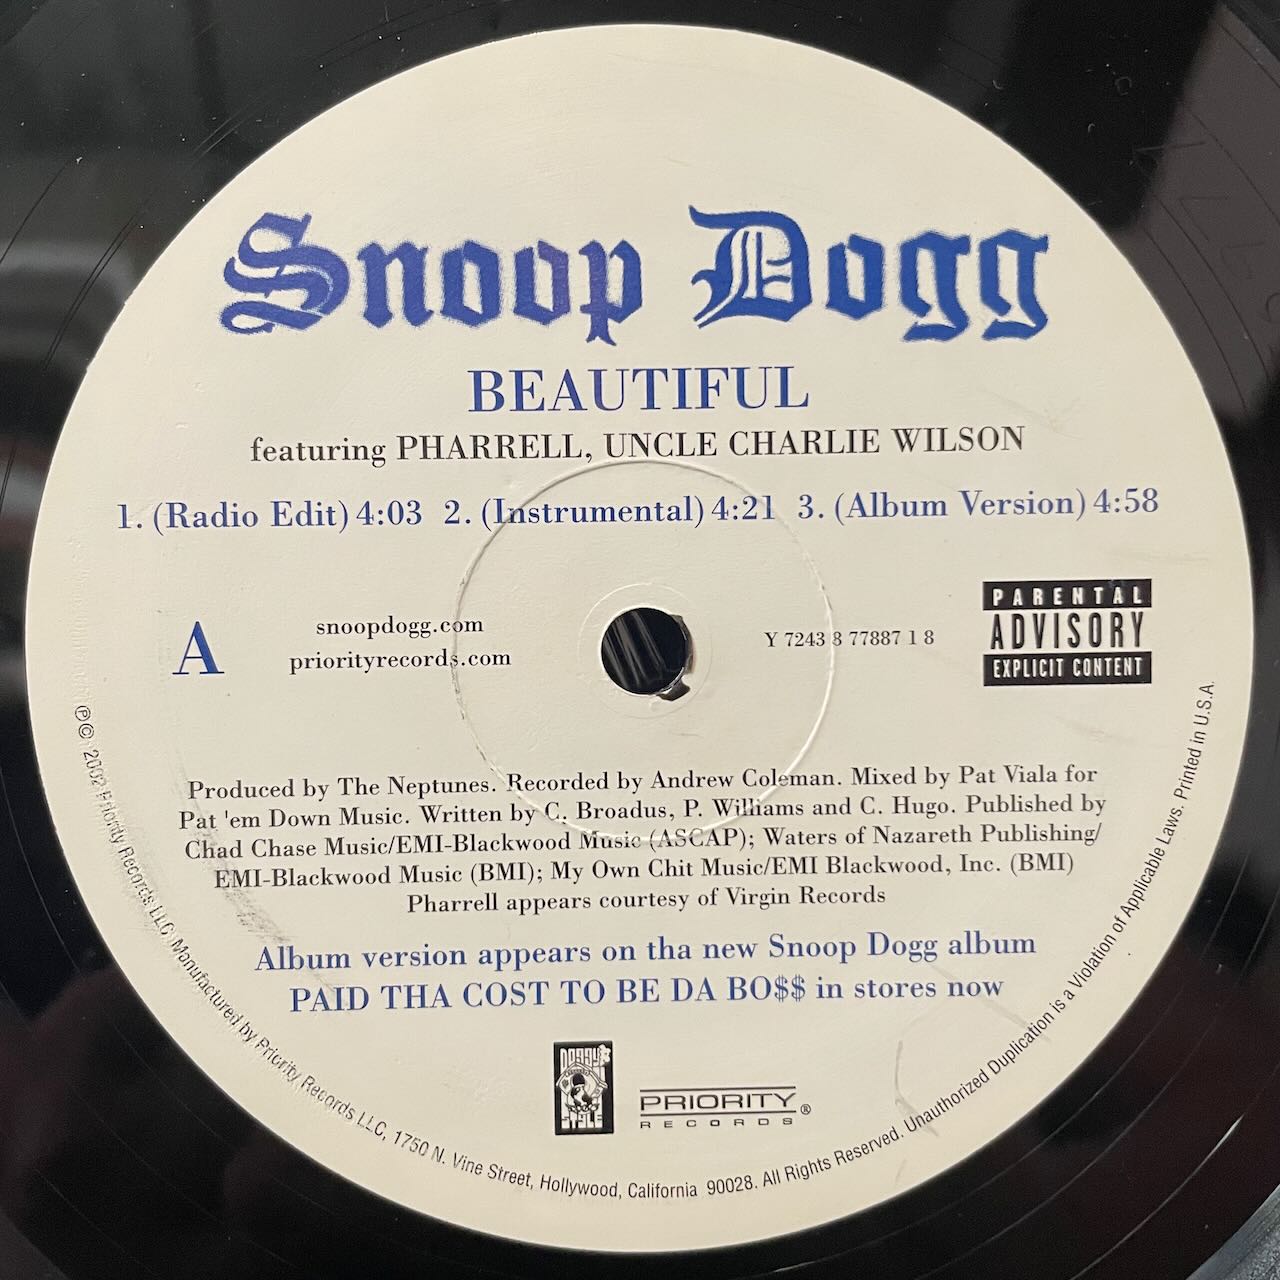 Snoop Dogg
BEAUTIFUL
featuring PHARRELL, UNCLE CHARLIE WILSON
1. (Radio Edit) 4:03 2. (Instrumental) 4:21 3. (Album Version) 4:58
A
snoopdogg.com
priorityrecords.com
Y 7243 8 77887 1 8
PARENTAL
ADVISORY
EXPLICIT CONTENT
Produced by The Neptunes. Recorded by Andrew Coleman. Mixed by Pat Viala for
Pat 'em Down Music. Written by C. Broadus, P. Williams and C. Hugo. Published by
Chad Chase Music/EMI-Blackwood Music (ASCAP); Waters of Nazareth Publishing/
EMI-Blackwood Music (BMI); My Own Chit Music/EMI Blackwood, Inc. (BMI)
Pharrell appears courtesy of Virgin Records
Album version appears on tha new Snoop Dogg album
PAID THA COST TO BE DA BO$$ in stores now
DOGGY
STYLE
PRIORITY®
RECORDS
℗© 2002 Priority Records LLC. Manufactured by Priority Records LLC, 1750 N. Vine Street, Hollywood, California 90028. All Rights Reserved. Unauthorized Duplication is a Violation of Applicable Laws. Printed in U.S.A.